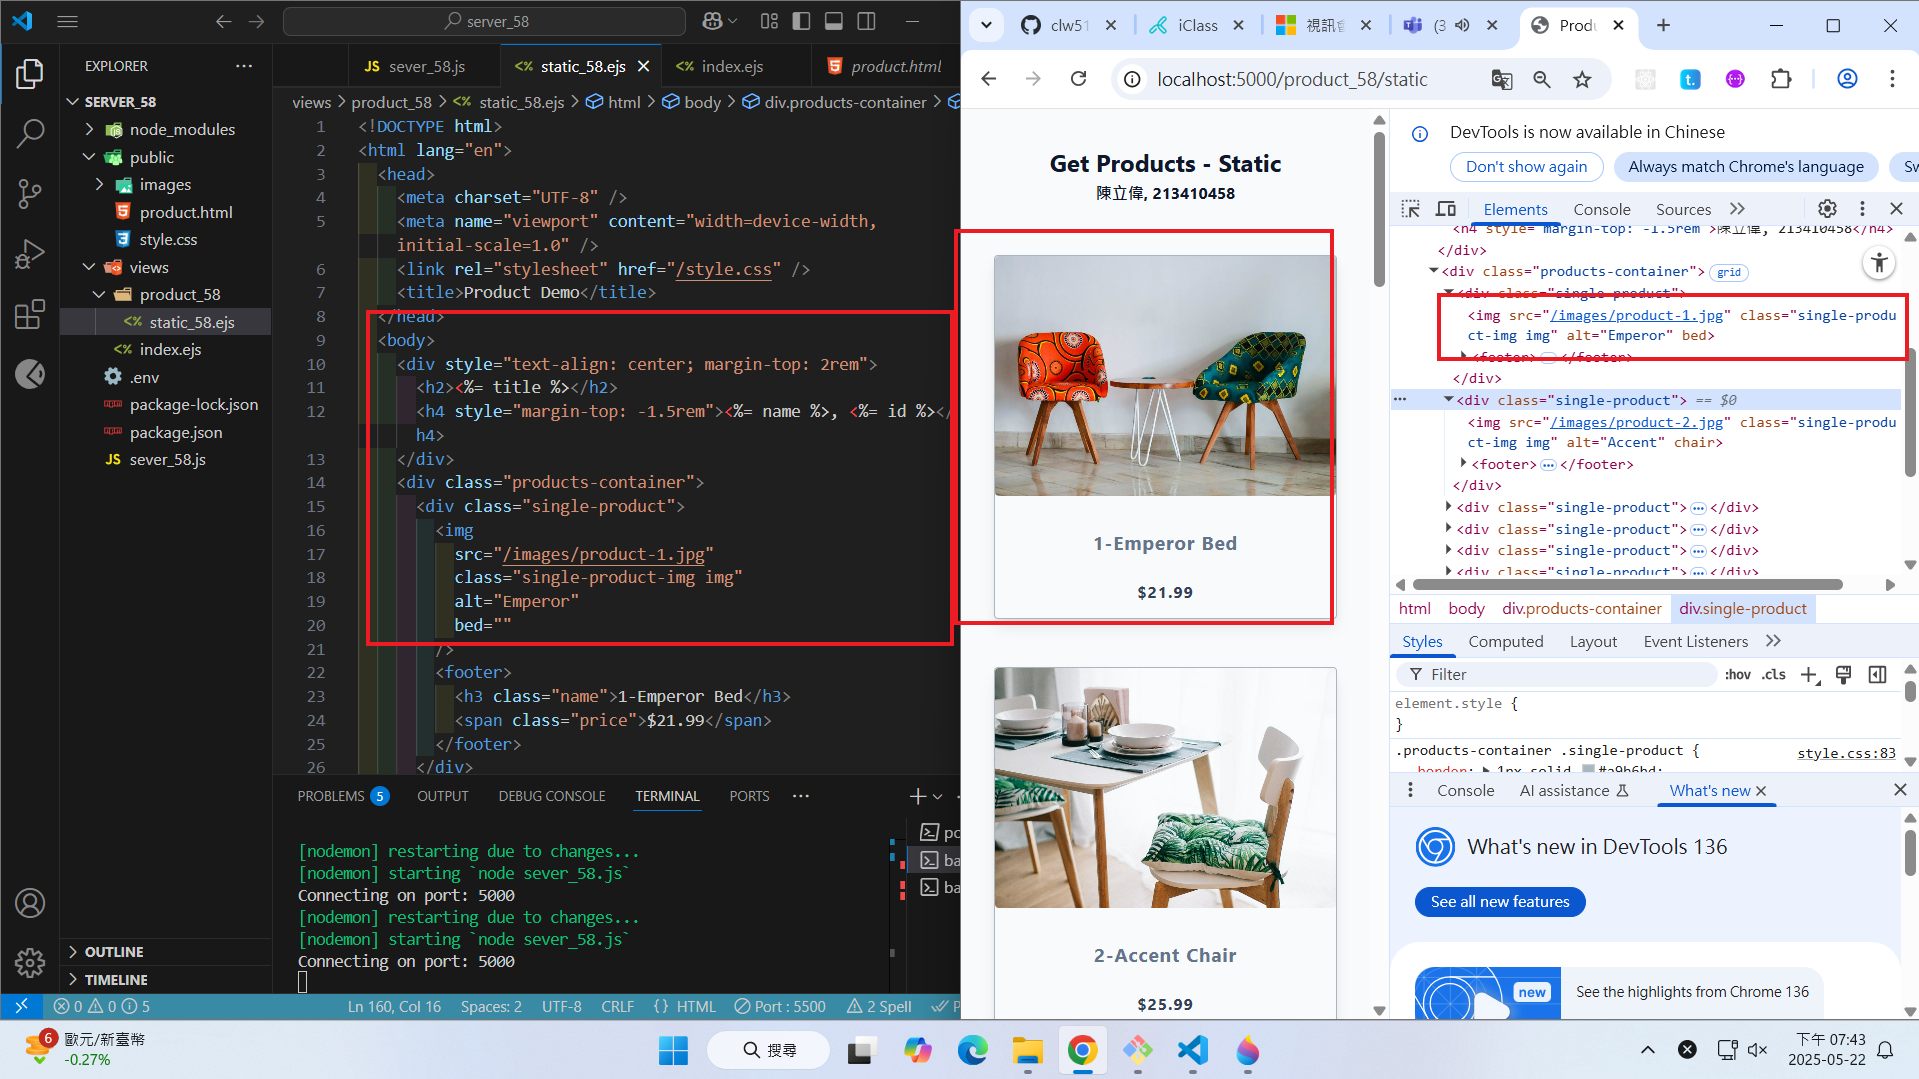 server_58
EXPLORER
SERVER_58
node_modules
public
images
product.html
style.css
views
product_58
static_58.ejs
index.ejs
.env
package-lock.json
package.json
sever_58.js
OUTLINE
TIMELINE
JS sever_58.js
<%> static_58.ejs
<%> index.ejs
product.html
views > product_58 > <%> static_58.ejs > html > body > div.products-container >
1 <!DOCTYPE html>
2 <html lang="en">
3 <head>
4 <meta charset="UTF-8" />
5 <meta name="viewport" content="width=device-width,
initial-scale=1.0" />
6 <link rel="stylesheet" href="/style.css" />
7 <title>Product Demo</title>
8 </head>
9 <body>
10 <div style="text-align: center; margin-top: 2rem">
11 <h2><%= title %></h2>
12 <h4 style="margin-top: -1.5rem"><%= name %>, <%= id %></
h4>
13 </div>
14 <div class="products-container">
15 <div class="single-product">
16 <img
17 src="/images/product-1.jpg"
18 class="single-product-img img"
19 alt="Emperor"
20 bed=""
21 />
22 <footer>
23 <h3 class="name">1-Emperor Bed</h3>
24 <span class="price">$21.99</span>
25 </footer>
26 </div>
PROBLEMS 5 OUTPUT DEBUG CONSOLE TERMINAL PORTS
[nodemon] restarting due to changes...
[nodemon] starting `node sever_58.js`
Connecting on port: 5000
[nodemon] restarting due to changes...
[nodemon] starting `node sever_58.js`
Connecting on port: 5000
po
ba
ba
0 0 5 Ln 160, Col 16 Spaces: 2 UTF-8 CRLF {} HTML Port : 5500 2 Spell P
clw51
iClass
視訊
(3
Produ
localhost:5000/product_58/static
Get Products - Static
陳立偉, 213410458
1-Emperor Bed
$21.99
2-Accent Chair
$25.99
DevTools is now available in Chinese
Don't show again
Always match Chrome's language
Sw
Elements Console Sources
<h4 style="margin-top: -1.5rem">陳立偉, 213410458</h4>
</div>
<div class="products-container"> grid
<div class="single-product">
<img src="/images/product-1.jpg" class="single-produ
ct-img img" alt="Emperor" bed>
<footer> ... </footer>
</div>
<div class="single-product"> == $0
<img src="/images/product-2.jpg" class="single-produ
ct-img img" alt="Accent" chair>
<footer> ... </footer>
</div>
<div class="single-product"> ... </div>
<div class="single-product"> ... </div>
<div class="single-product"> ... </div>
<div class="single-product"> ... </div>
html body div.products-container div.single-product
Styles Computed Layout Event Listeners
Filter
:hov .cls
element.style {
}
.products-container .single-product {
style.css:83
border: 1px solid #a9b6bd;
Console AI assistance What's new
What's new in DevTools 136
See all new features
new
See the highlights from Chrome 136
6
歐元/新臺幣
-0.27%
搜尋
下午 07:43
2025-05-22